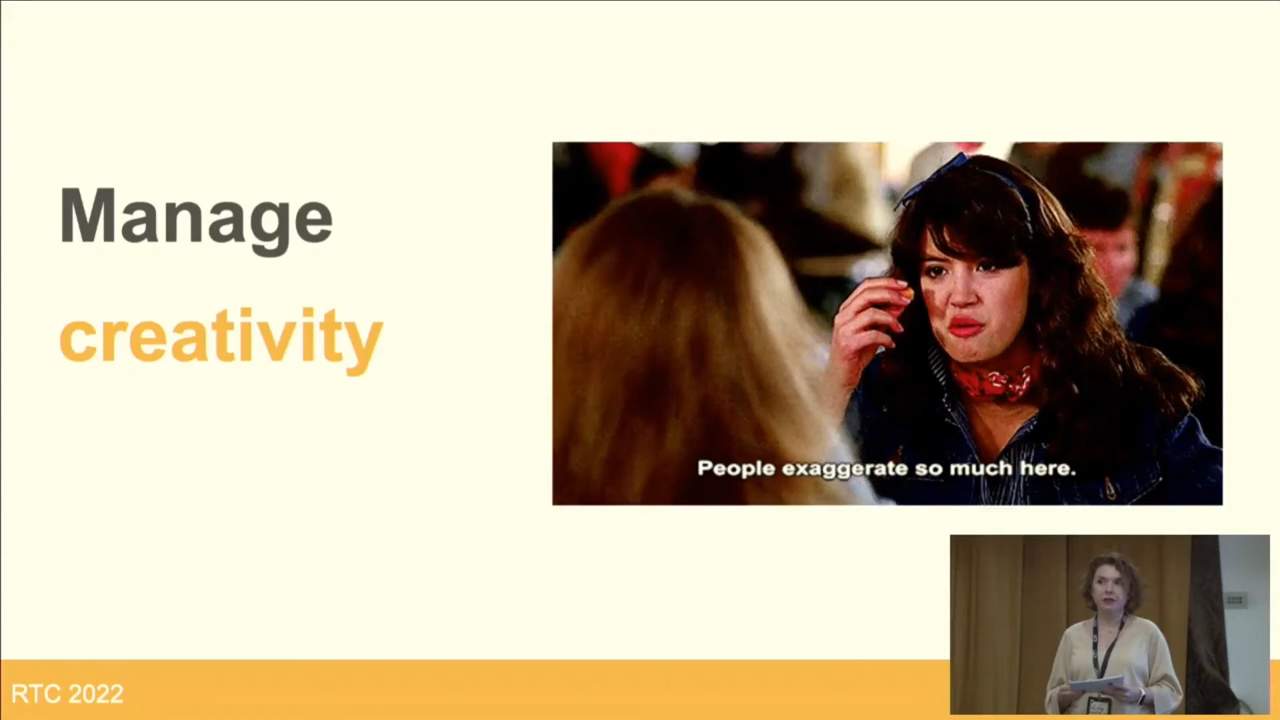 Manage
creativity
People exaggerate so much here.
RTC 2022